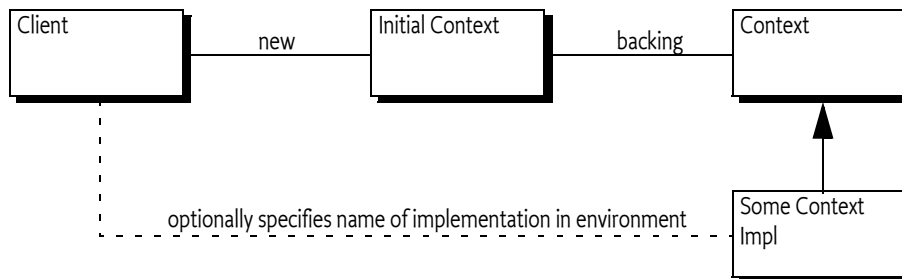 Client
new
Initial Context
backing
Context
optionally specifies name of implementation in environment
Some Context
Impl